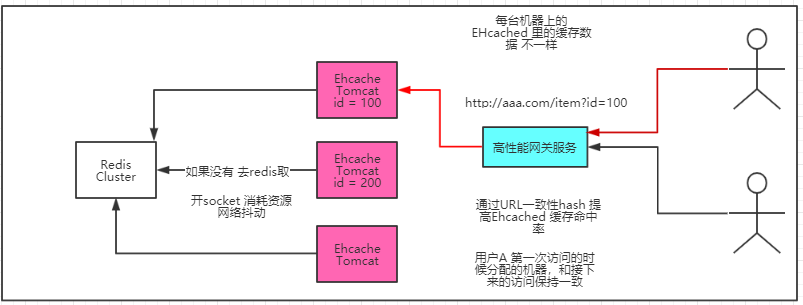 每台机器上的
EHcached 里的缓存数
据 不一样
Ehcache
Tomcat
id = 100
http://aaa.com/item?id=100
高性能网关服务
Redis
Cluster
如果没有 去redis取
Ehcache
Tomcat
id = 200
开socket 消耗资源
网络抖动
通过URL一致性hash 提
高Ehcached 缓存命中
率
Ehcache
Tomcat
用户A 第一次访问的时
候分配的机器，和接下
来的访问保持一致